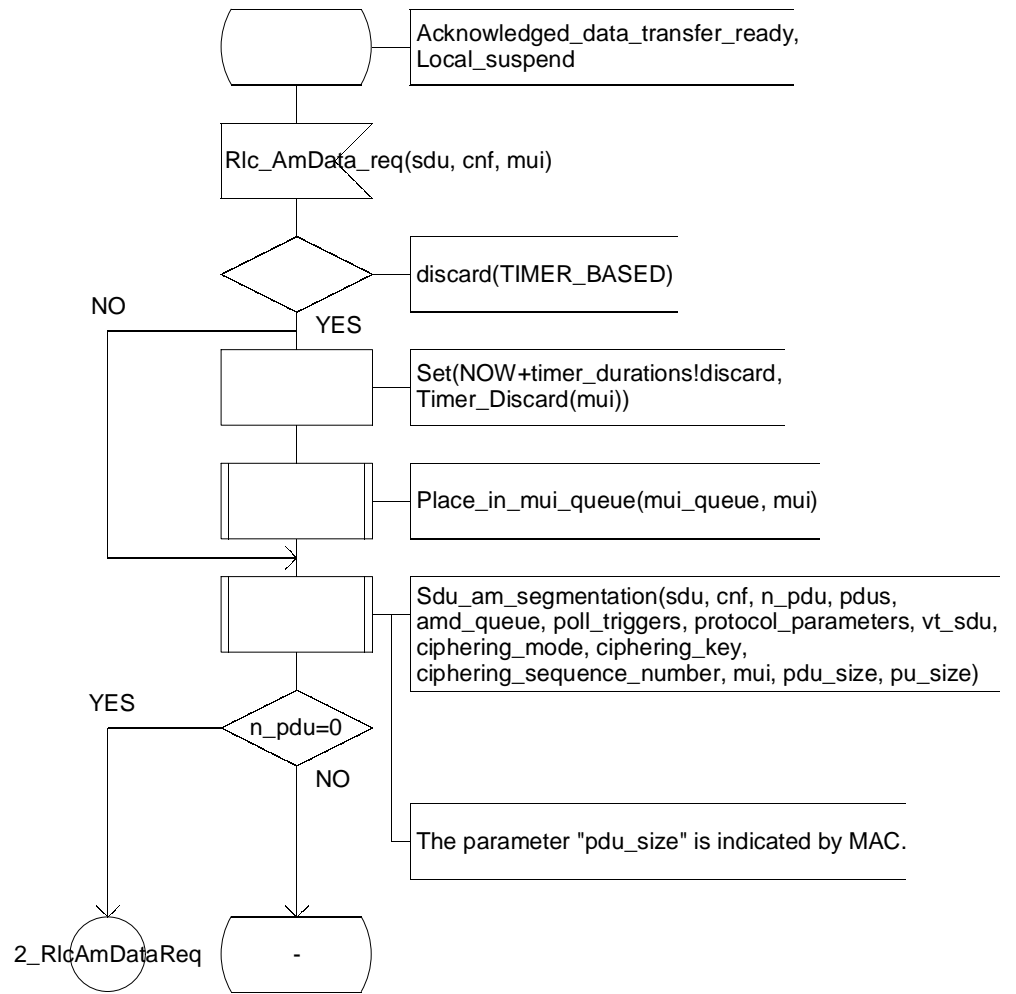 Acknowledged_data_transfer_ready,
Local_suspend
Rlc_AmData_req(sdu, cnf, mui)
discard(TIMER_BASED)
NO
YES
Set(NOW+timer_durations!discard,
Timer_Discard(mui))
Place_in_mui_queue(mui_queue, mui)
Sdu_am_segmentation(sdu, cnf, n_pdu, pdus,
amd_queue, poll_triggers, protocol_parameters, vt_sdu,
ciphering_mode, ciphering_key,
ciphering_sequence_number, mui, pdu_size, pu_size)
YES
n_pdu=0
NO
The parameter "pdu_size" is indicated by MAC.
2_RlcAmDataReq
-